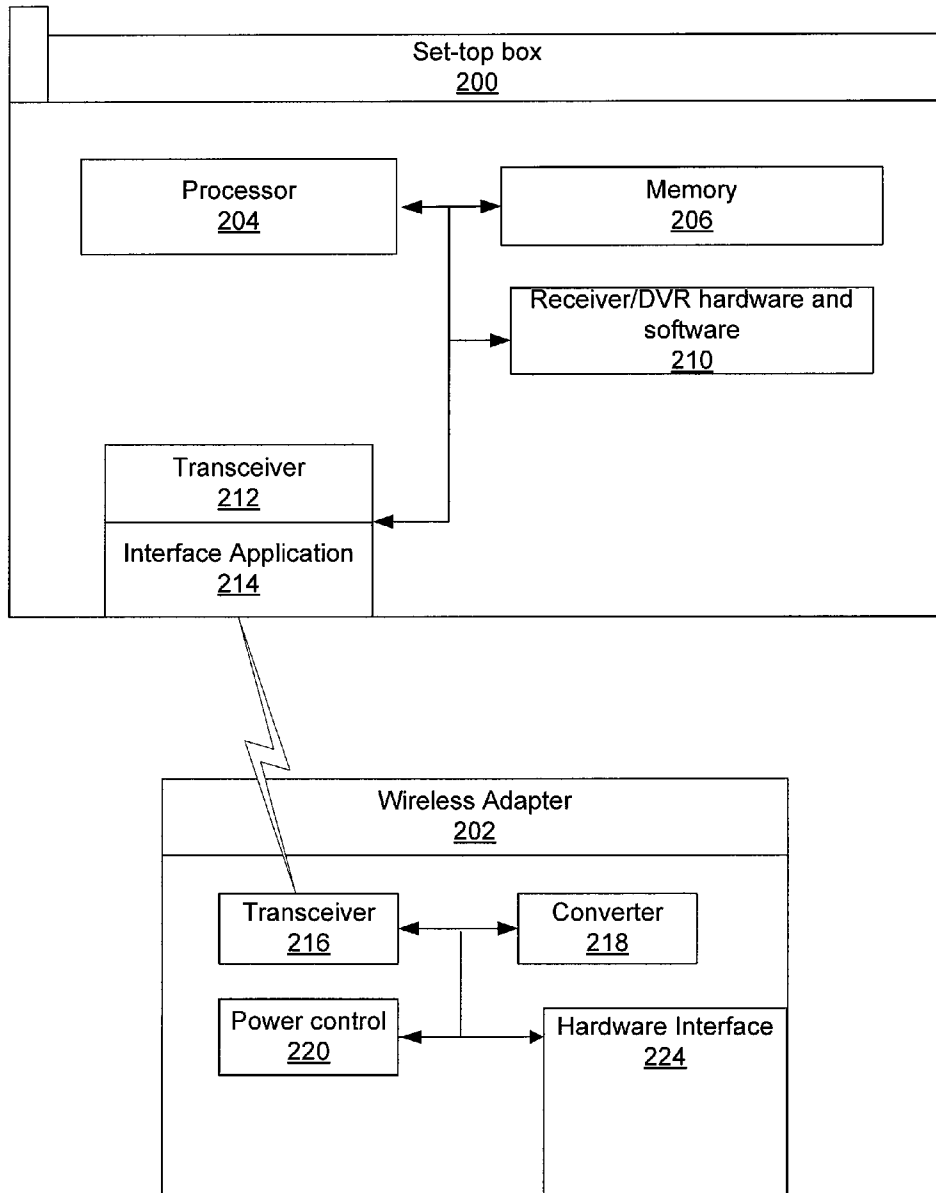 Set-top box
200
Processor
204
Memory
206
Receiver/DVR hardware and
software
210
Transceiver
212
Interface Application
214
Wireless Adapter
202
Transceiver
216
Converter
218
Power control
220
Hardware Interface
224